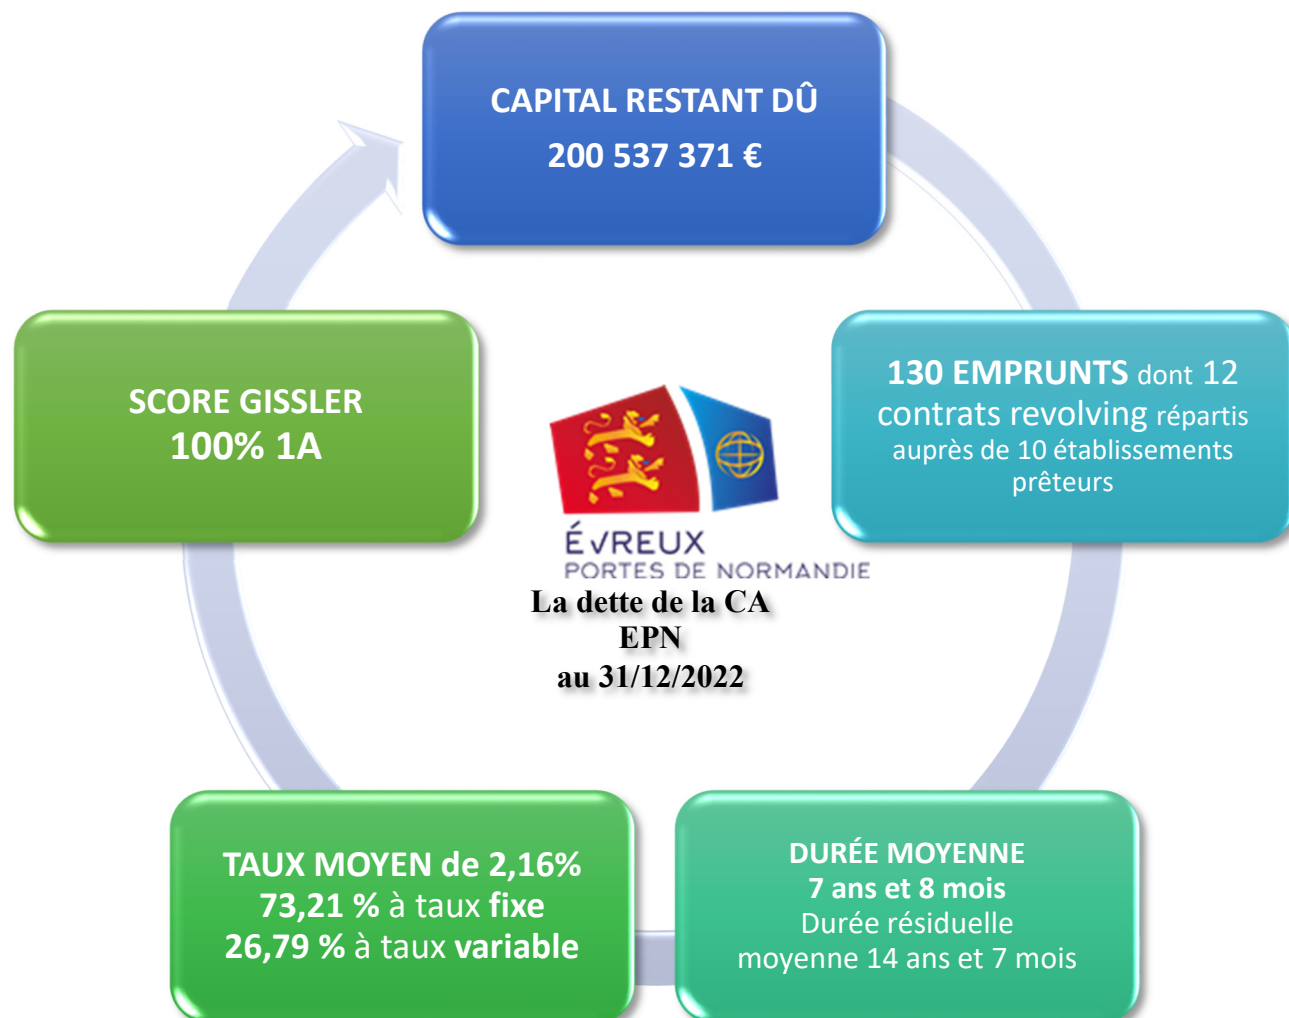 CAPITAL RESTANT DÛ
200 537 371 €
130 EMPRUNTS dont 12
contrats revolving répartis
auprès de 10 établissements
prêteurs
DURÉE MOYENNE
7 ans et 8 mois
Durée résiduelle
moyenne 14 ans et 7 mois
TAUX MOYEN de 2,16%
73,21 % à taux fixe
26,79 % à taux variable
SCORE GISSLER
100% 1A
ÉVREUX
PORTES DE NORMANDIE
La dette de la CA
EPN
au 31/12/2022